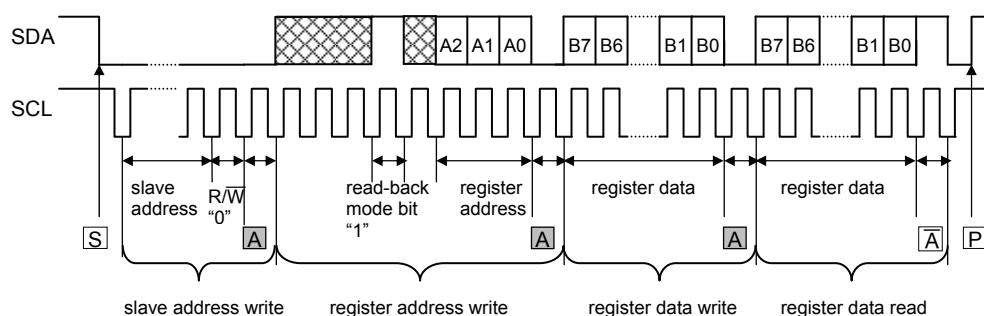 SDA A2 A1 A0 B7 B6 B1 B0 B7 B6 B1 B0
SCL
slave address
R/W̅ "0"
read-back mode bit "1"
register address
register data
register data
S A A A A̅ P
slave address write register address write register data write register data read